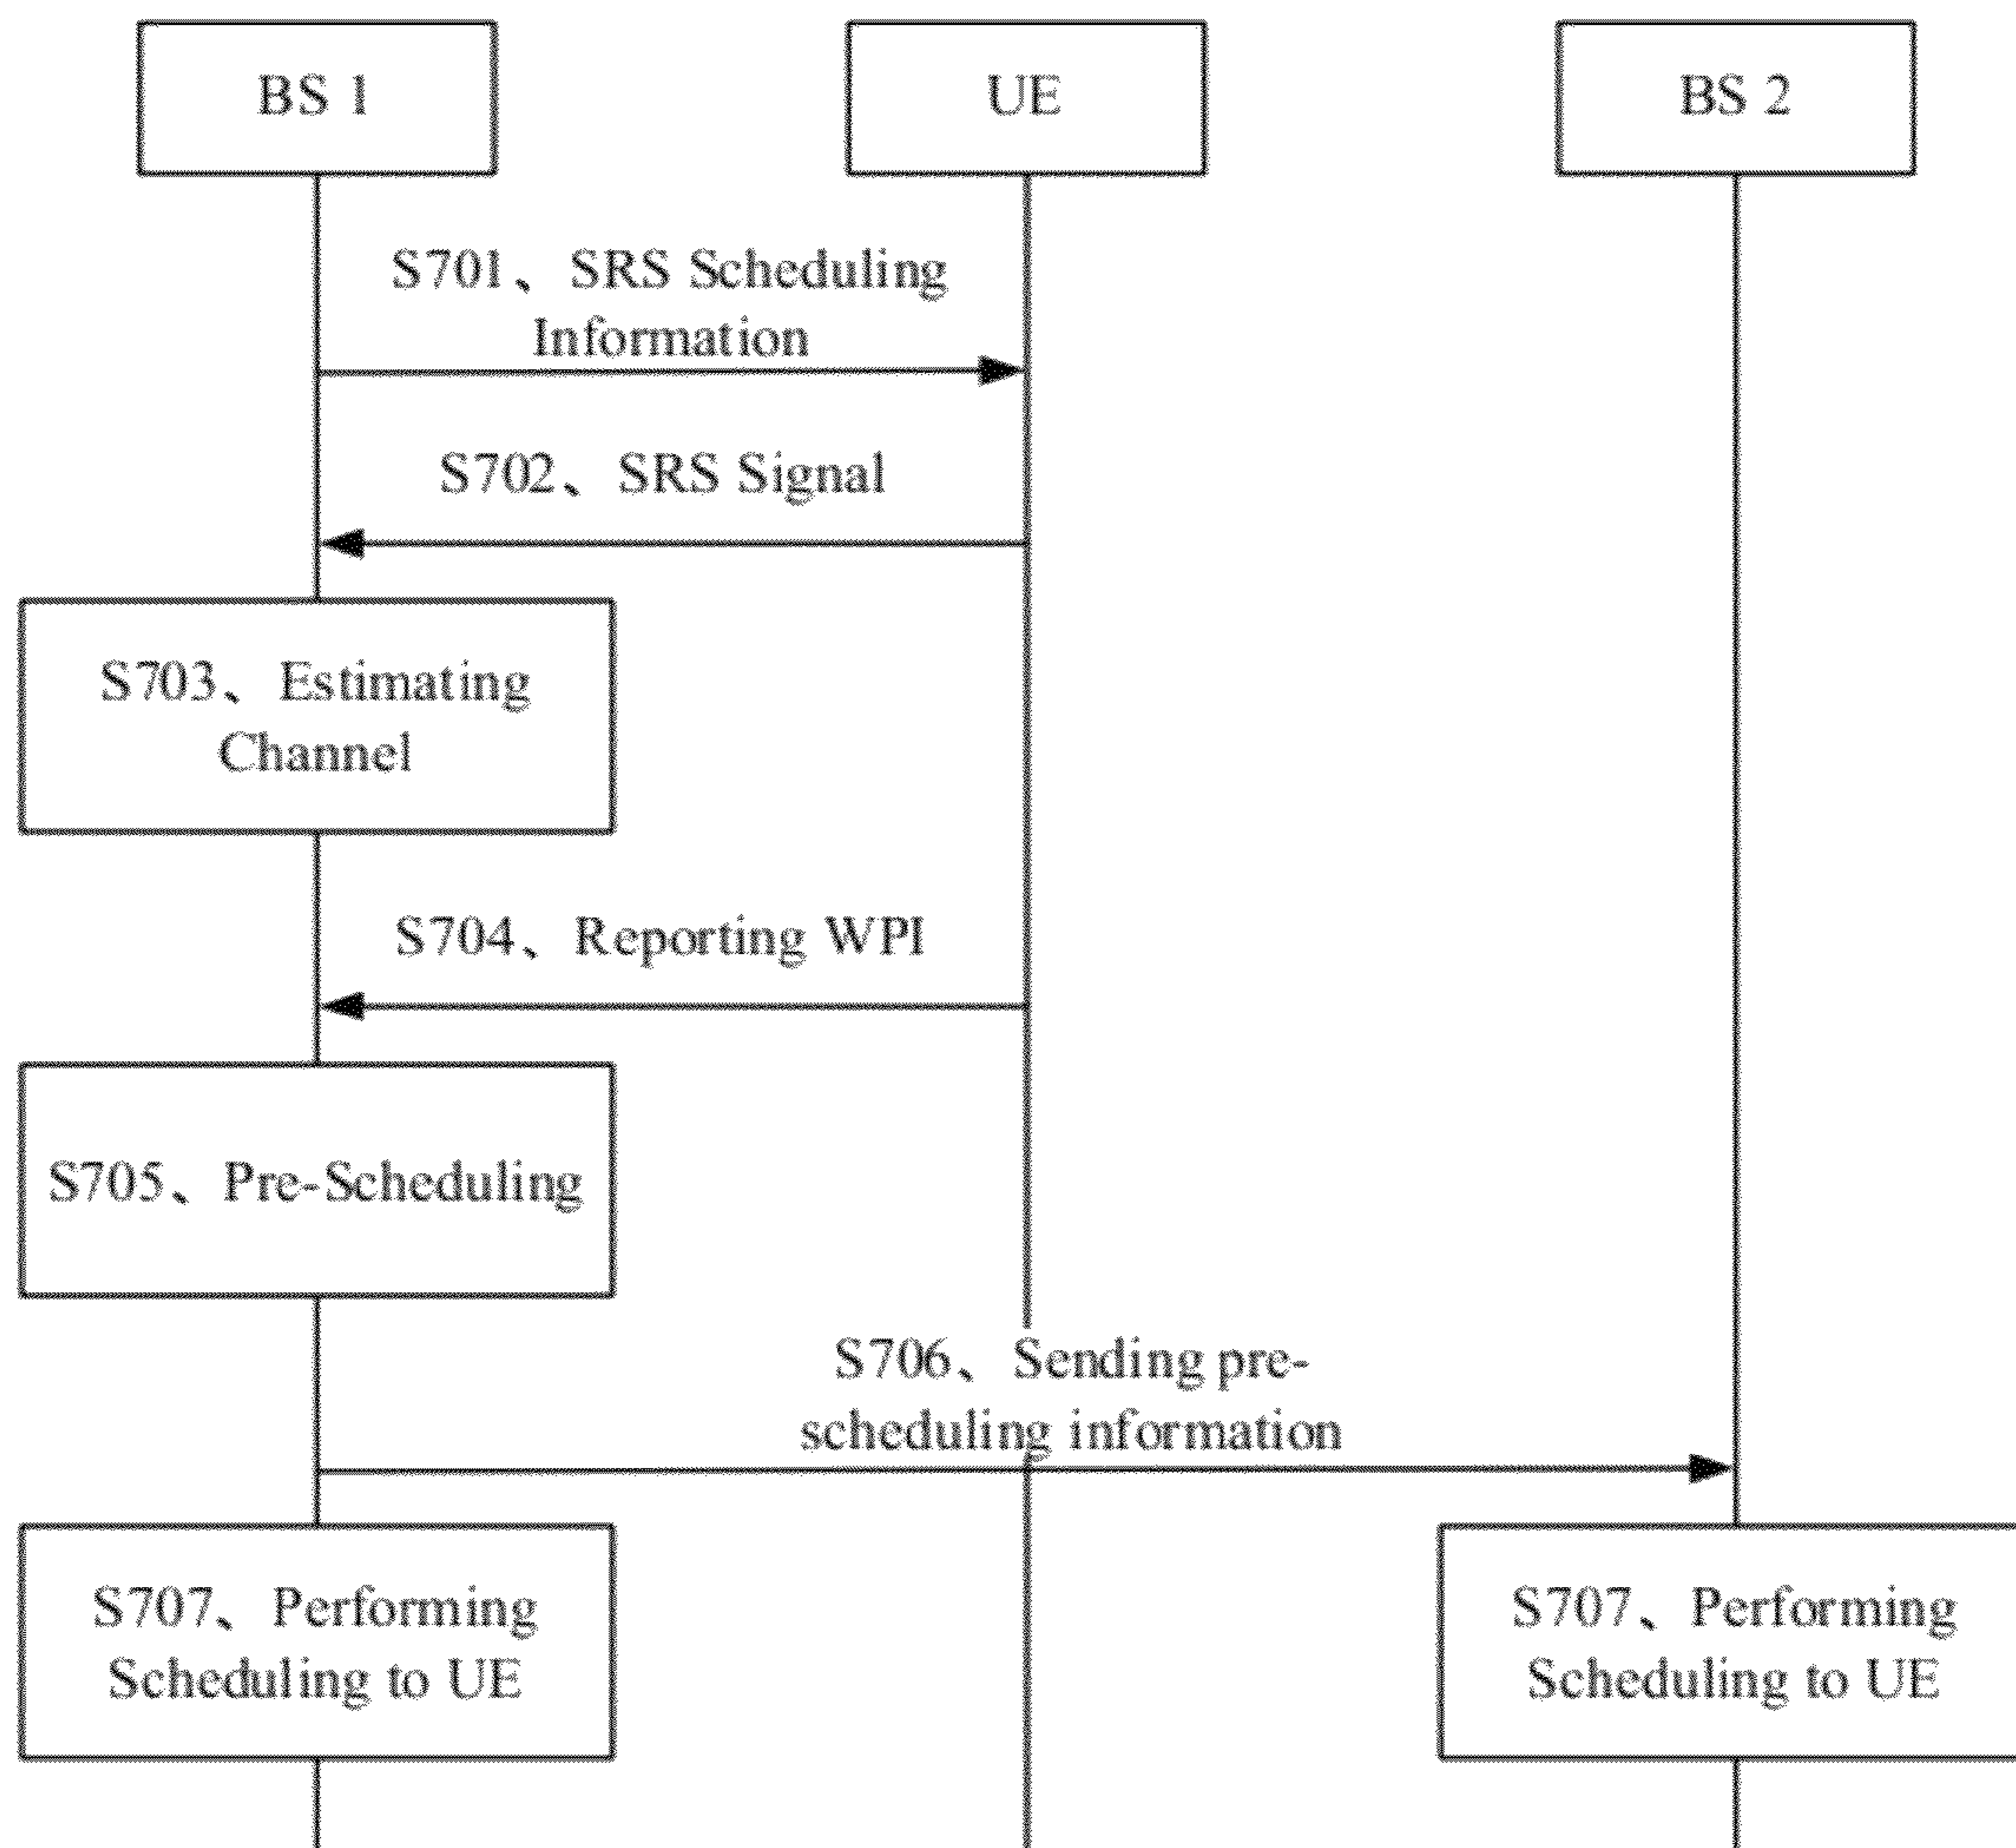 BS 1
UE
BS 2
S701、SRS Scheduling
Information
S702、SRS Signal
S703、Estimating
Channel
S704、Reporting WPI
S705、Pre-Scheduling
S706、Sending pre-
scheduling information
S707、Performing
Scheduling to UE
S707、Performing
Scheduling to UE